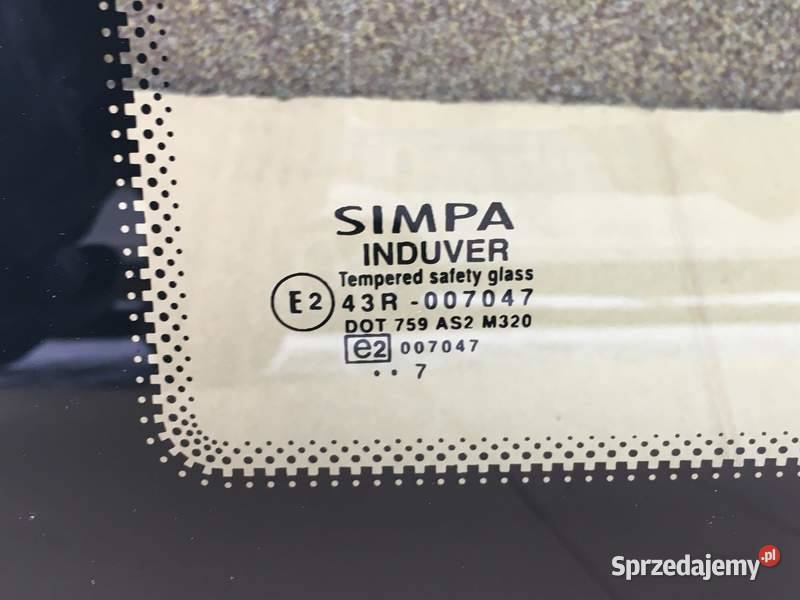 SIMPA
INDUVER
Tempered safety glass
E2 43R -007047
DOT 759 AS2 M320
e2 007047
.. 7
Sprzedajemy.pl